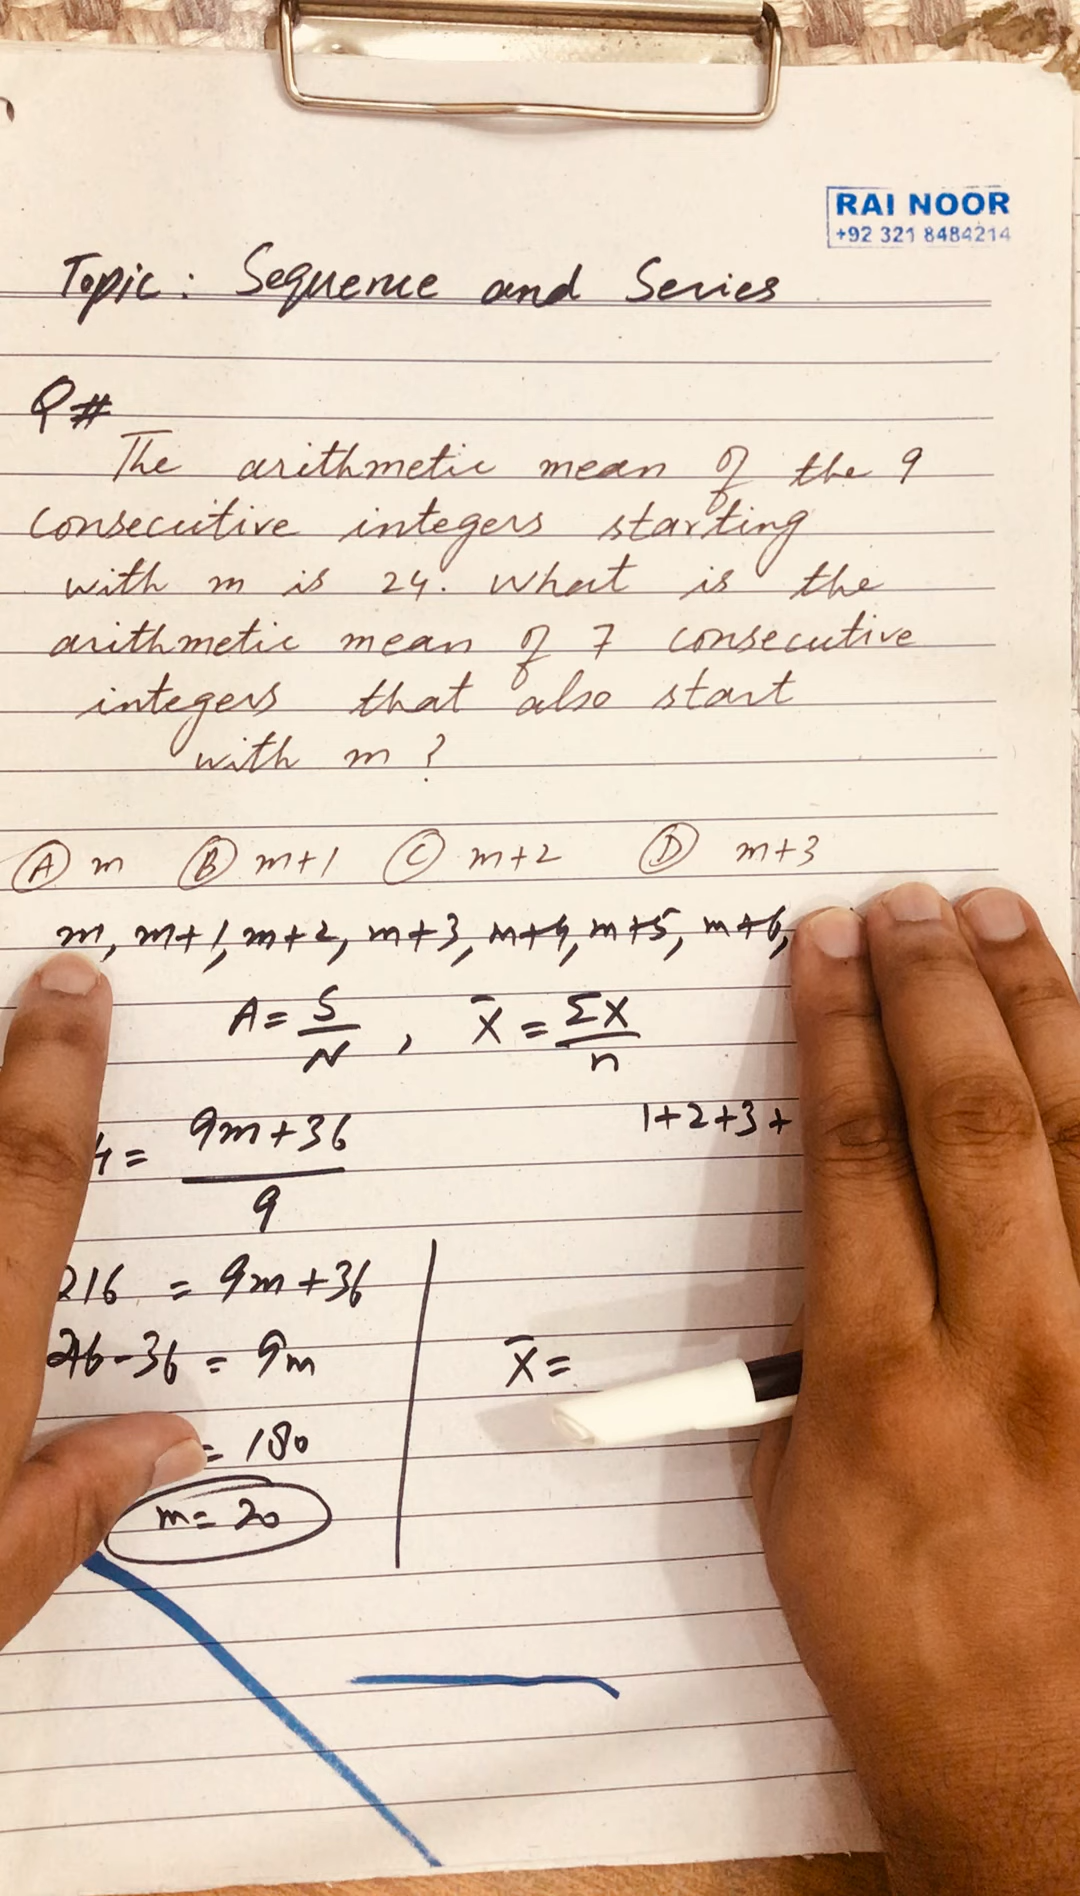 RAI NOOR
+92 321 8484214
Topic: Sequence and Series
Q#
The arithmetic mean of the 9
consecutive integers starting
with m is 24. What is the
arithmetic mean of 7 consecutive
integers that also start
with m?
Ⓐ m Ⓑ m+1 Ⓒ m+2 Ⓓ m+3
m, m+1, m+2, m+3, m+4, m+5, m+6,
A = S/N , x̄ = ΣX/n
1+2+3+
4 = 9m+36
9
216 = 9m+36
216-36 = 9m
= 180
m = 20
x̄ =